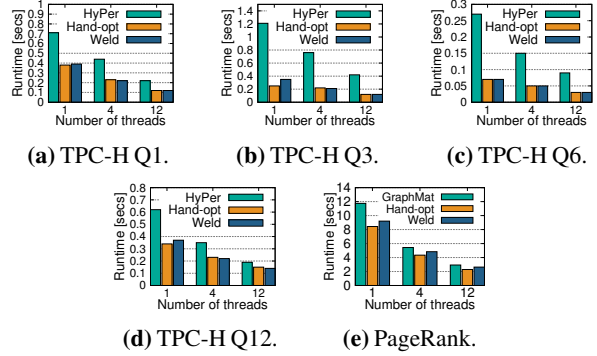 1
0.9
0.8
0.7
0.6
0.5
0.4
0.3
0.2
0.1
0
Runtime [secs]
HyPer
Hand-opt
Weld
1 4 12
Number of threads
(a) TPC-H Q1.
1.4
1.2
1
0.8
0.6
0.4
0.2
0
Runtime [secs]
HyPer
Hand-opt
Weld
1 4 12
Number of threads
(b) TPC-H Q3.
0.3
0.25
0.2
0.15
0.1
0.05
0
Runtime [secs]
HyPer
Hand-opt
Weld
1 4 12
Number of threads
(c) TPC-H Q6.
0.8
0.7
0.6
0.5
0.4
0.3
0.2
0.1
0
Runtime [secs]
HyPer
Hand-opt
Weld
1 4 12
Number of threads
(d) TPC-H Q12.
14
12
10
8
6
4
2
0
Runtime [secs]
GraphMat
Hand-opt
Weld
1 4 12
Number of threads
(e) PageRank.